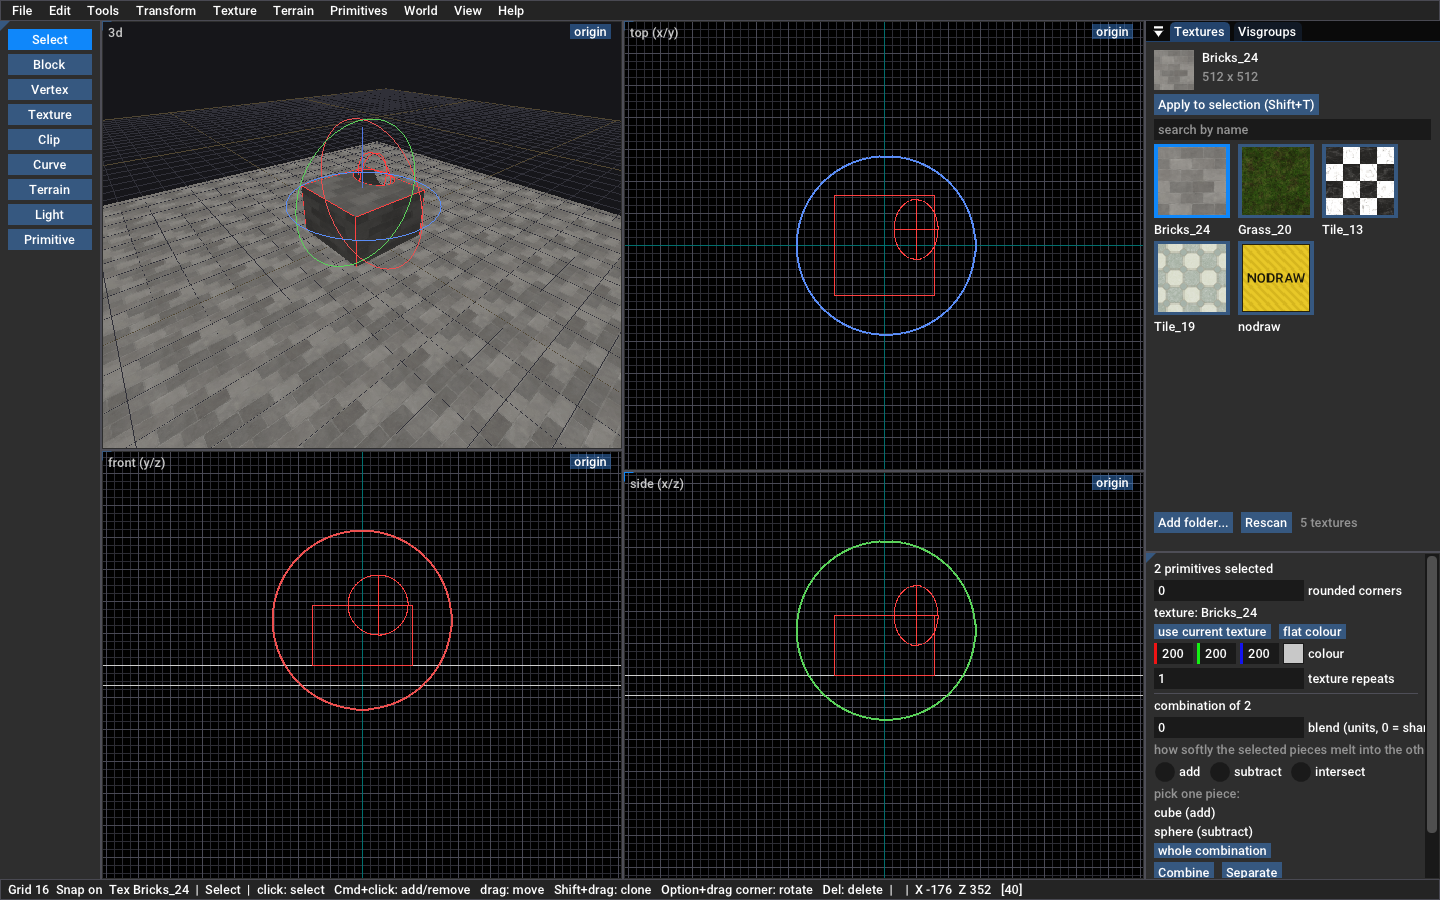 File Edit Tools Transform Texture Terrain Primitives World View Help
Select
Block
Vertex
Texture
Clip
Curve
Terrain
Light
Primitive
3d origin
top (x/y) origin
front (y/z) origin
side (x/z) origin
Textures Visgroups
Bricks_24
512 x 512
Apply to selection (Shift+T)
search by name
Bricks_24 Grass_20 Tile_13
NODRAW
Tile_19 nodraw
Add folder... Rescan 5 textures
2 primitives selected
0 rounded corners
texture: Bricks_24
use current texture flat colour
200 200 200 colour
1 texture repeats
combination of 2
0 blend (units, 0 = shar
how softly the selected pieces melt into the oth
add subtract intersect
pick one piece:
cube (add)
sphere (subtract)
whole combination
Combine Separate
Grid 16 Snap on Tex Bricks_24 | Select | click: select Cmd+click: add/remove drag: move Shift+drag: clone Option+drag corner: rotate Del: delete | | X -176 Z 352 [40]